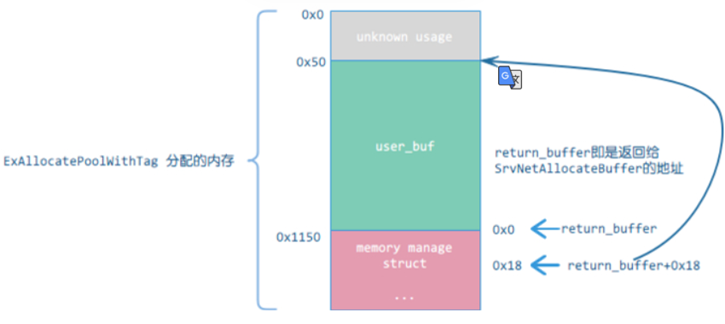 0x0
unknown usage
0x50
user_buf
ExAllocatePoolWithTag 分配的内存
return_buffer即是返回给
SrvNetAllocateBuffer的地址
0x1150
0x0
return_buffer
memory manage
struct
0x18
return_buffer+0x18
...
G 文